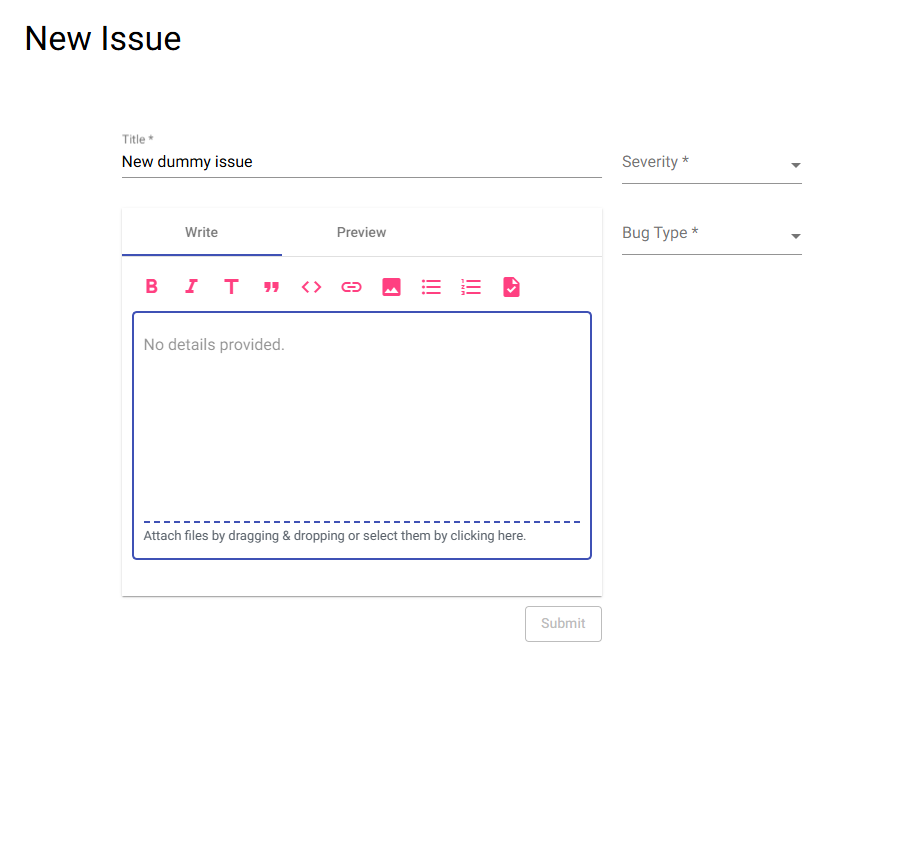 New Issue
Title *
New dummy issue
Severity *
Write
Preview
Bug Type *
No details provided.
Attach files by dragging & dropping or select them by clicking here.
Submit